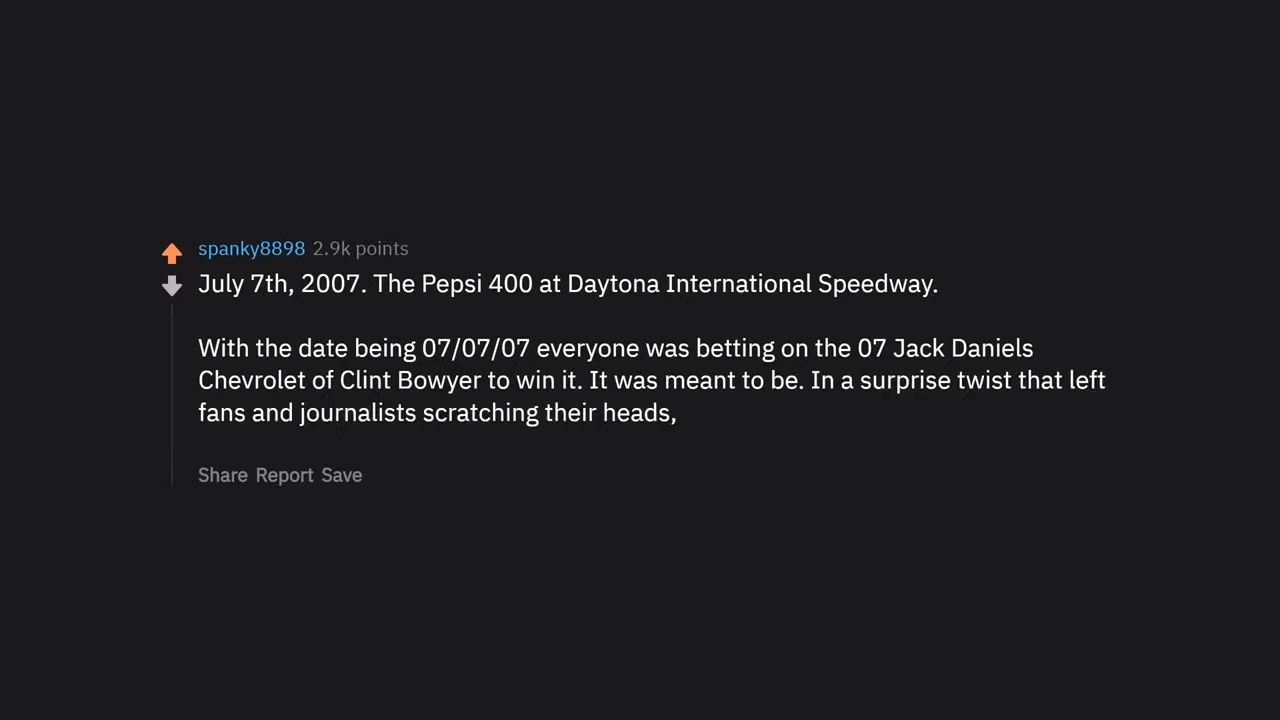 spanky8898 2.9k points
July 7th, 2007. The Pepsi 400 at Daytona International Speedway.
With the date being 07/07/07 everyone was betting on the 07 Jack Daniels
Chevrolet of Clint Bowyer to win it. It was meant to be. In a surprise twist that left
fans and journalists scratching their heads,
Share Report Save